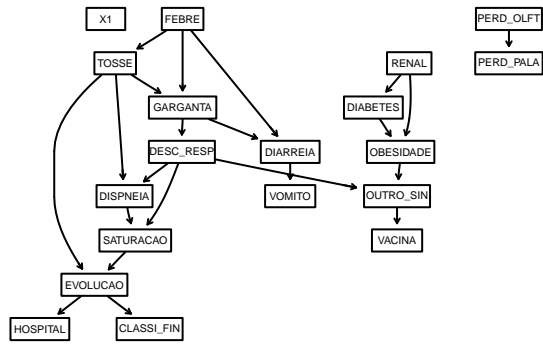 X1
FEBRE
PERD_OLFT
TOSSE
RENAL
PERD_PALA
GARGANTA
DIABETES
DESC_RESP
DIARREIA
OBESIDADE
DISPNEIA
VOMITO
OUTRO_SIN
SATURACAO
VACINA
EVOLUCAO
HOSPITAL
CLASSI_FIN